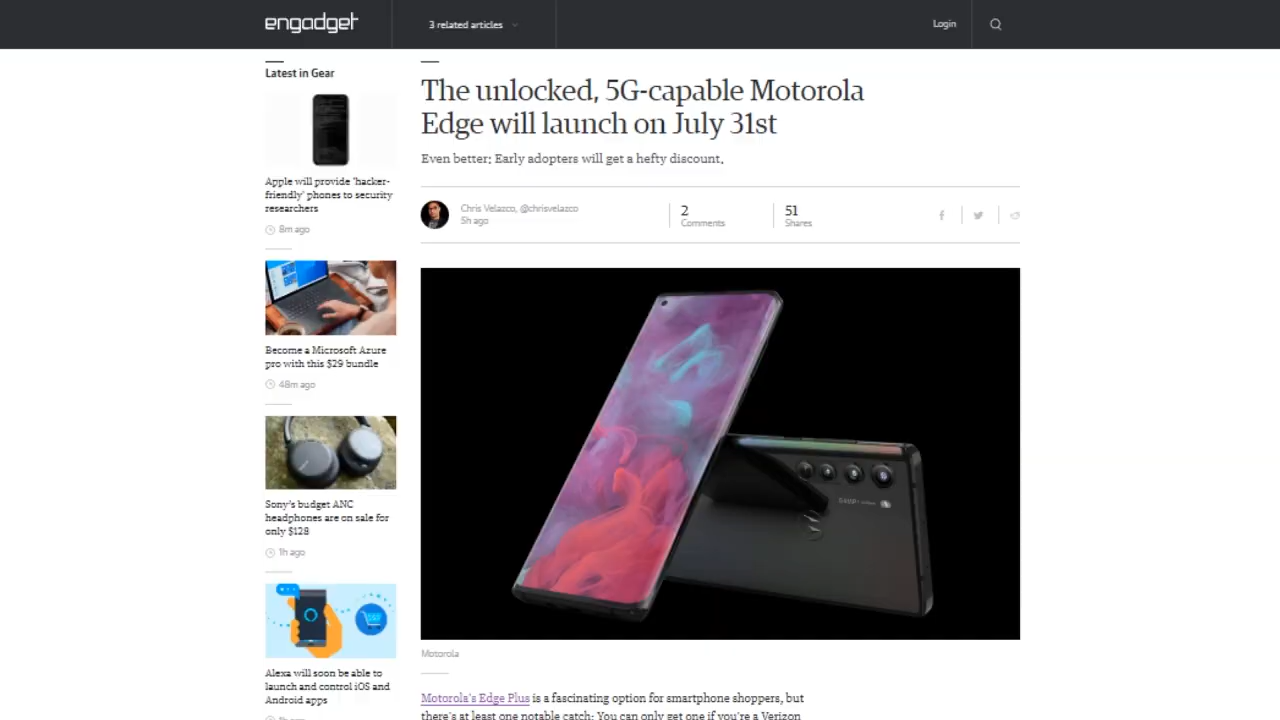 engadget
3 related articles
Login
Latest in Gear
Apple will provide 'hacker-
friendly' phones to security
researchers
8m ago
Become a Microsoft Azure
pro with this $29 bundle
48m ago
Sony's budget ANC
headphones are on sale for
only $128
1h ago
Alexa will soon be able to
launch and control iOS and
Android apps
The unlocked, 5G-capable Motorola
Edge will launch on July 31st
Even better: Early adopters will get a hefty discount.
Chris Velazco, @chrisvelazco
5h ago
2
Comments
51
Shares
Motorola
Motorola's Edge Plus is a fascinating option for smartphone shoppers, but
there's at least one notable catch: You can only get one if you're a Verizon